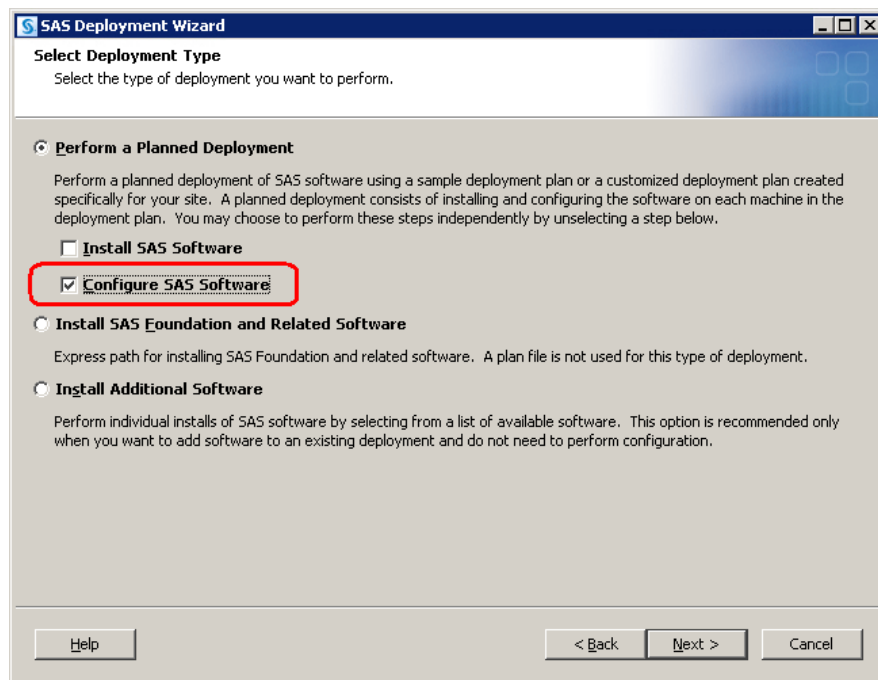 SAS Deployment Wizard
Select Deployment Type
Select the type of deployment you want to perform.
Perform a Planned Deployment
Perform a planned deployment of SAS software using a sample deployment plan or a customized deployment plan created
specifically for your site. A planned deployment consists of installing and configuring the software on each machine in the
deployment plan. You may choose to perform these steps independently by unselecting a step below.
Install SAS Software
Configure SAS Software
Install SAS Foundation and Related Software
Express path for installing SAS Foundation and related software. A plan file is not used for this type of deployment.
Install Additional Software
Perform individual installs of SAS software by selecting from a list of available software. This option is recommended only
when you want to add software to an existing deployment and do not need to perform configuration.
Help
< Back
Next >
Cancel